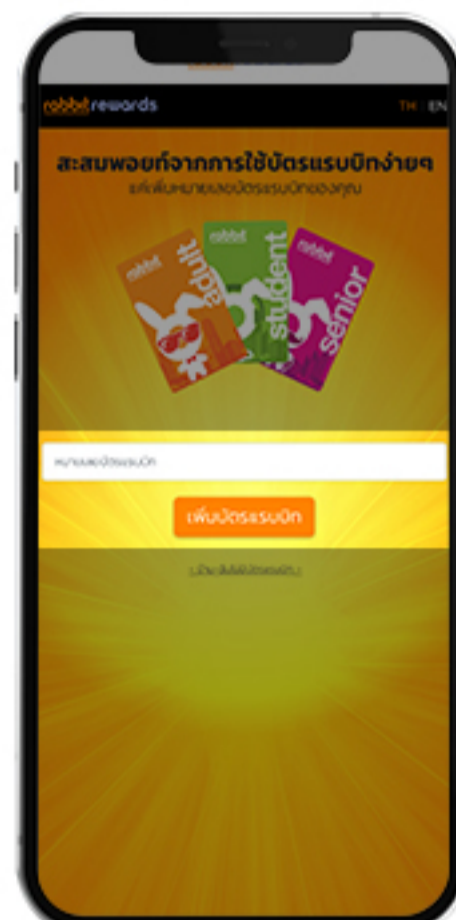 rabbit rewards
TH EN
สะสมพอยท์จากการใช้บัตรแรบบิทง่ายๆ
แค่เพิ่มหมายเลขบัตรแรบบิทของคุณ
rabbit
adult
rabbit
student
rabbit
senior
หมายเลขบัตรแรบบิท
เพิ่มบัตรแรบบิท